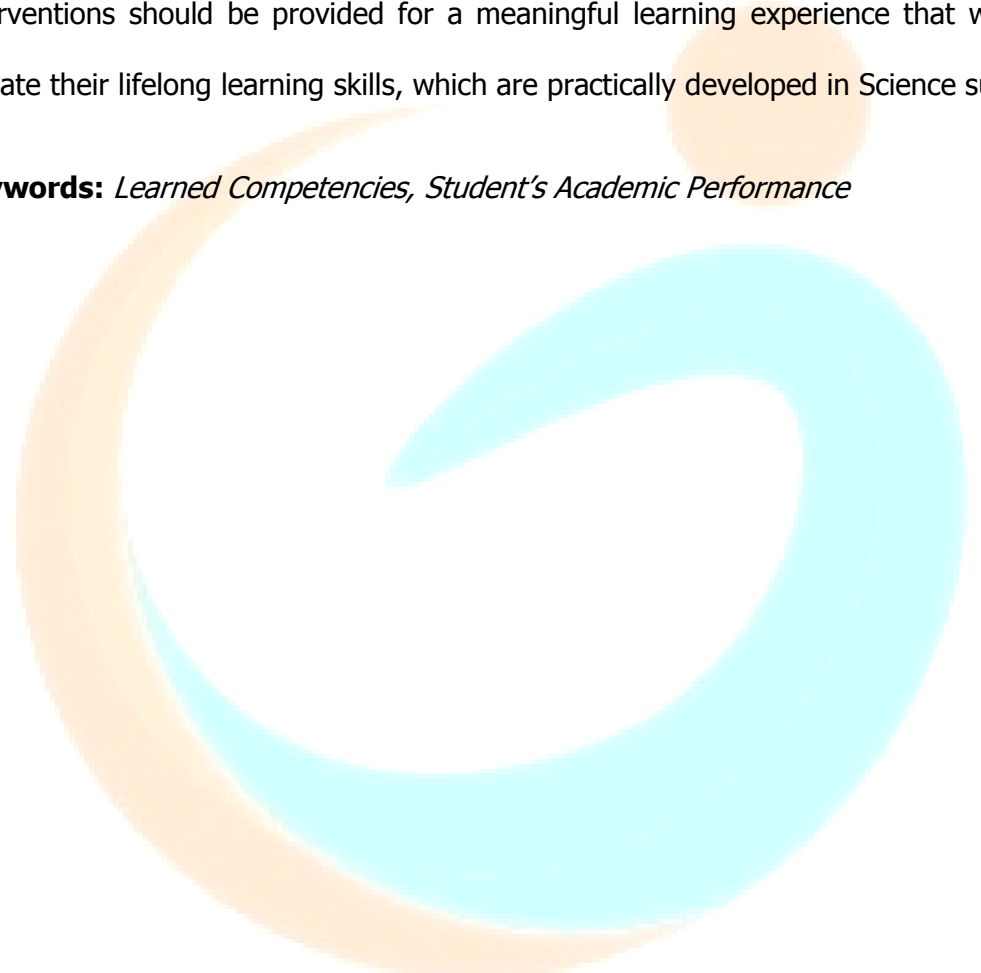 rventions should be provided for a meaningful learning experience that w
ate their lifelong learning skills, which are practically developed in Science su
ywords: Learned Competencies, Student's Academic Performance